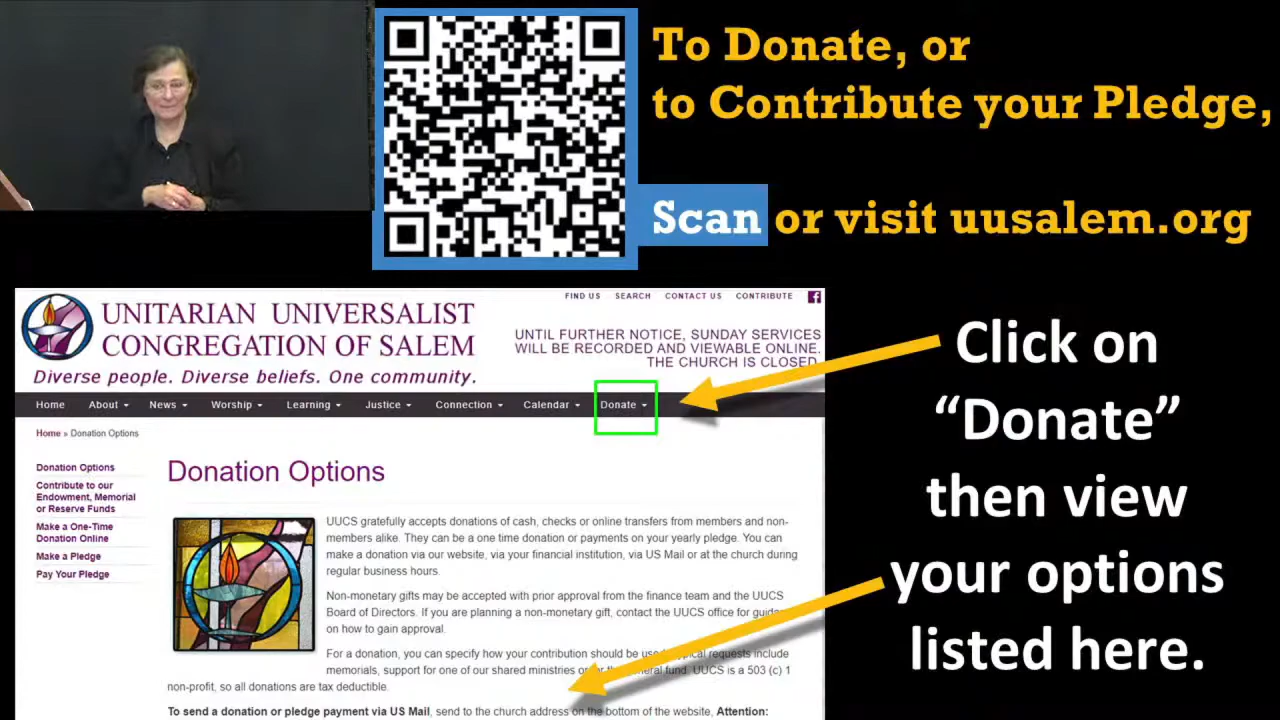 To Donate, or
to Contribute your Pledge,
Scan or visit uusalem.org
FIND US SEARCH CONTACT US CONTRIBUTE
UNITARIAN UNIVERSALIST
CONGREGATION OF SALEM
Diverse people. Diverse beliefs. One community.
UNTIL FURTHER NOTICE, SUNDAY SERVICES
WILL BE RECORDED AND VIEWABLE ONLINE.
THE CHURCH IS CLOSED.
Home About News Worship Learning Justice Connection Calendar Donate
Home » Donation Options
Donation Options
Contribute to our
Endowment, Memorial
or Reserve Funds
Make a One-Time
Donation Online
Make a Pledge
Pay Your Pledge
Donation Options
UUCS gratefully accepts donations of cash, checks or online transfers from members and non-
members alike. They can be a one time donation or payments on your yearly pledge. You can
make a donation via our website, via your financial institution, via US Mail or at the church during
regular business hours.
Non-monetary gifts may be accepted with prior approval from the finance team and the UUCS
Board of Directors. If you are planning a non-monetary gift, contact the UUCS office for
on how to gain approval.
For a donation, you can specify how your contribution should be requests include
memorials, support for one of our shared ministries fund. UUCS is a 503 (c) 1
non-profit, so all donations are tax deductible.
To send a donation or pledge payment via US Mail, send to the church address on the bottom of the website, Attention:
Click on
“Donate”
then view
your options
listed here.